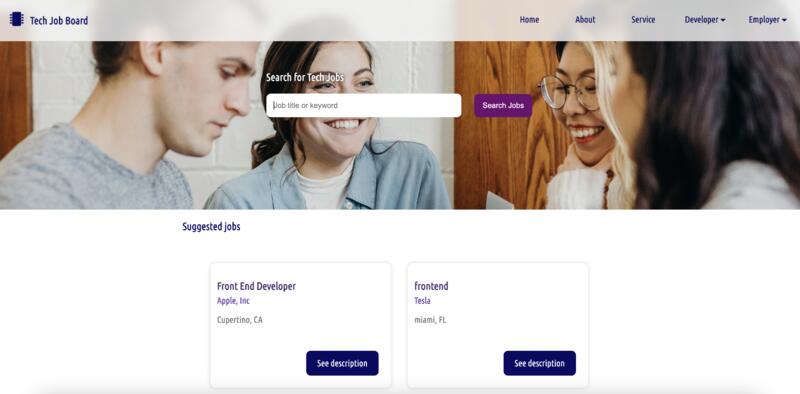 Tech Job Board
Home About Service Developer Employer
Search for Tech Jobs
Job title or keyword
Search Jobs
Suggested jobs
Front End Developer
Apple, Inc
Cupertino, CA
See description
frontend
Tesla
miami, FL
See description